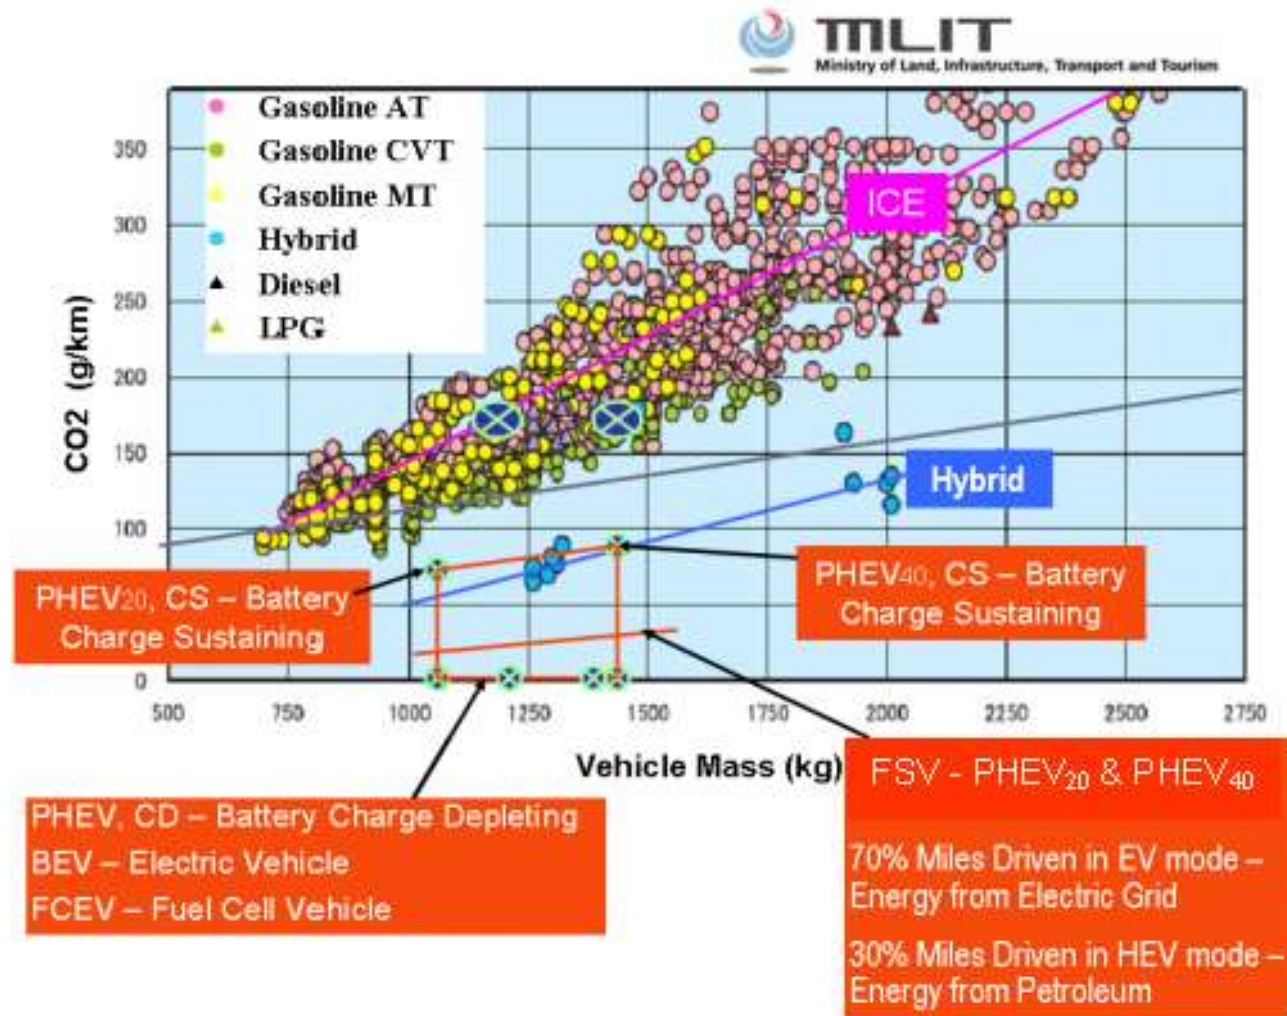 MLIT
Ministry of Land, Infrastructure, Transport and Tourism
Gasoline AT
Gasoline CVT
Gasoline MT
Hybrid
Diesel
LPG
ICE
Hybrid
CO2 (g/km)
350
300
250
200
150
100
50
0
500
750
1000
1250
1500
1750
2000
2250
2500
2750
Vehicle Mass (kg)
PHEV20, CS – Battery
Charge Sustaining
PHEV40, CS – Battery
Charge Sustaining
PHEV, CD – Battery Charge Depleting
BEV – Electric Vehicle
FCEV – Fuel Cell Vehicle
FSV - PHEV20 & PHEV40
70% Miles Driven in EV mode –
Energy from Electric Grid
30% Miles Driven in HEV mode –
Energy from Petroleum